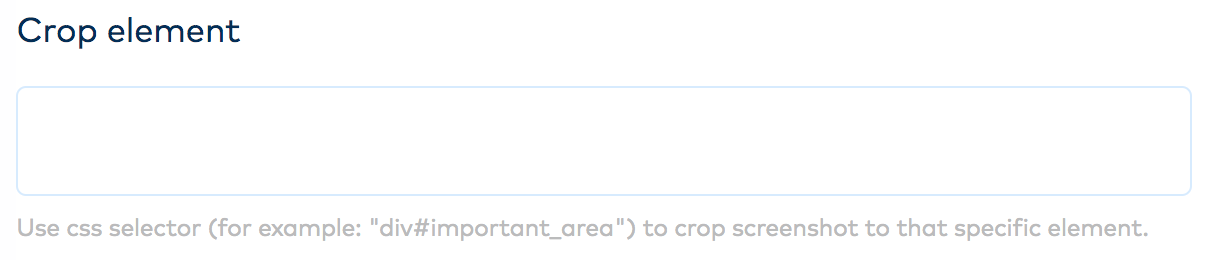 Crop element
Use css selector (for example: "div#important_area") to crop screenshot to that specific element.